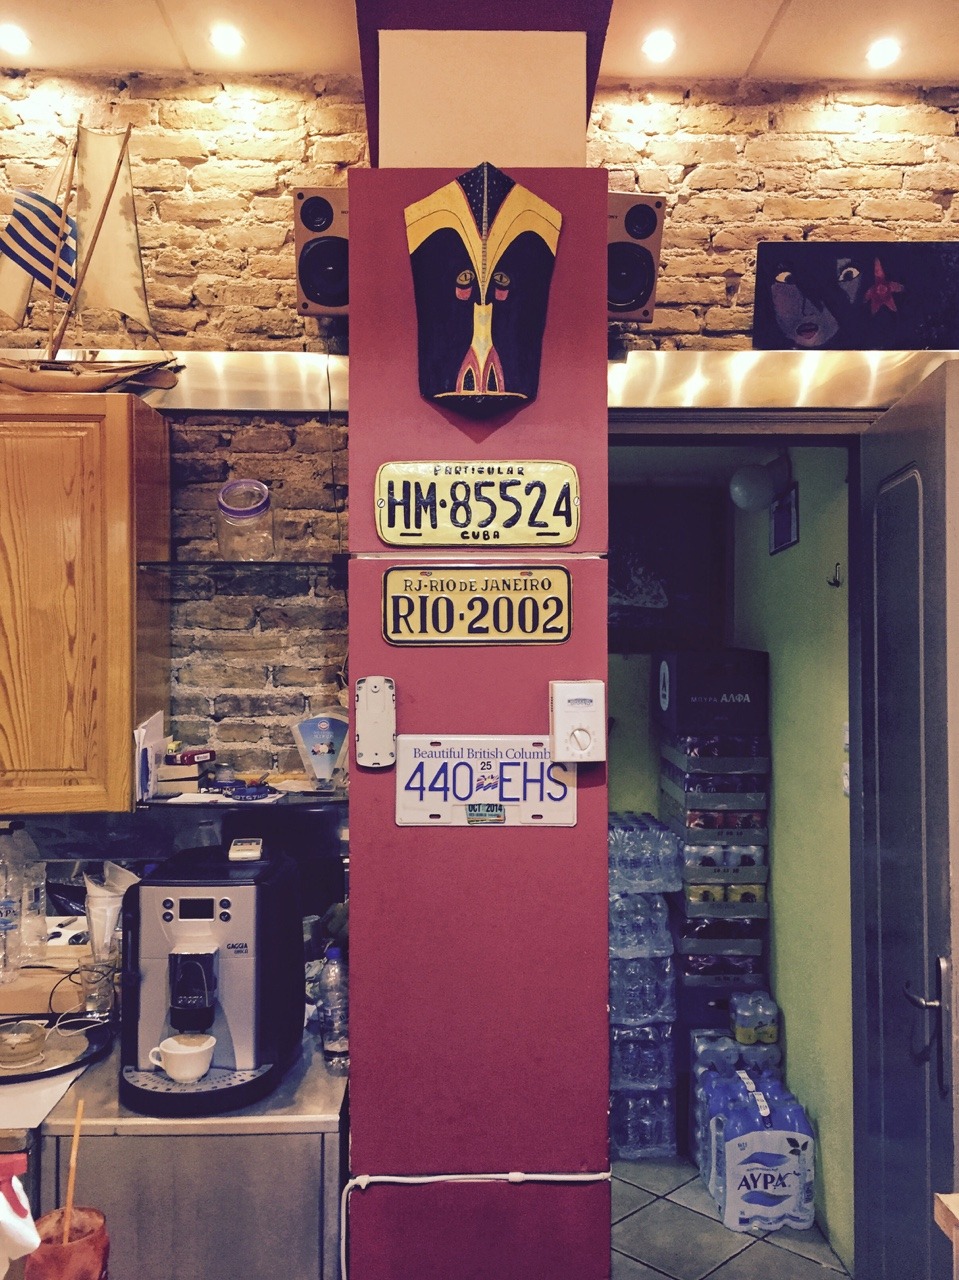 PARTICULAR
HM·85524
CUBA
RJ-RIO DE JANEIRO
RIO·2002
Beautiful British Columb
25
440 EHS
OCT 2014
ΜΠΥΡΑ ΑΛΦΑ
GAGGIA
ΑΥΡΑ